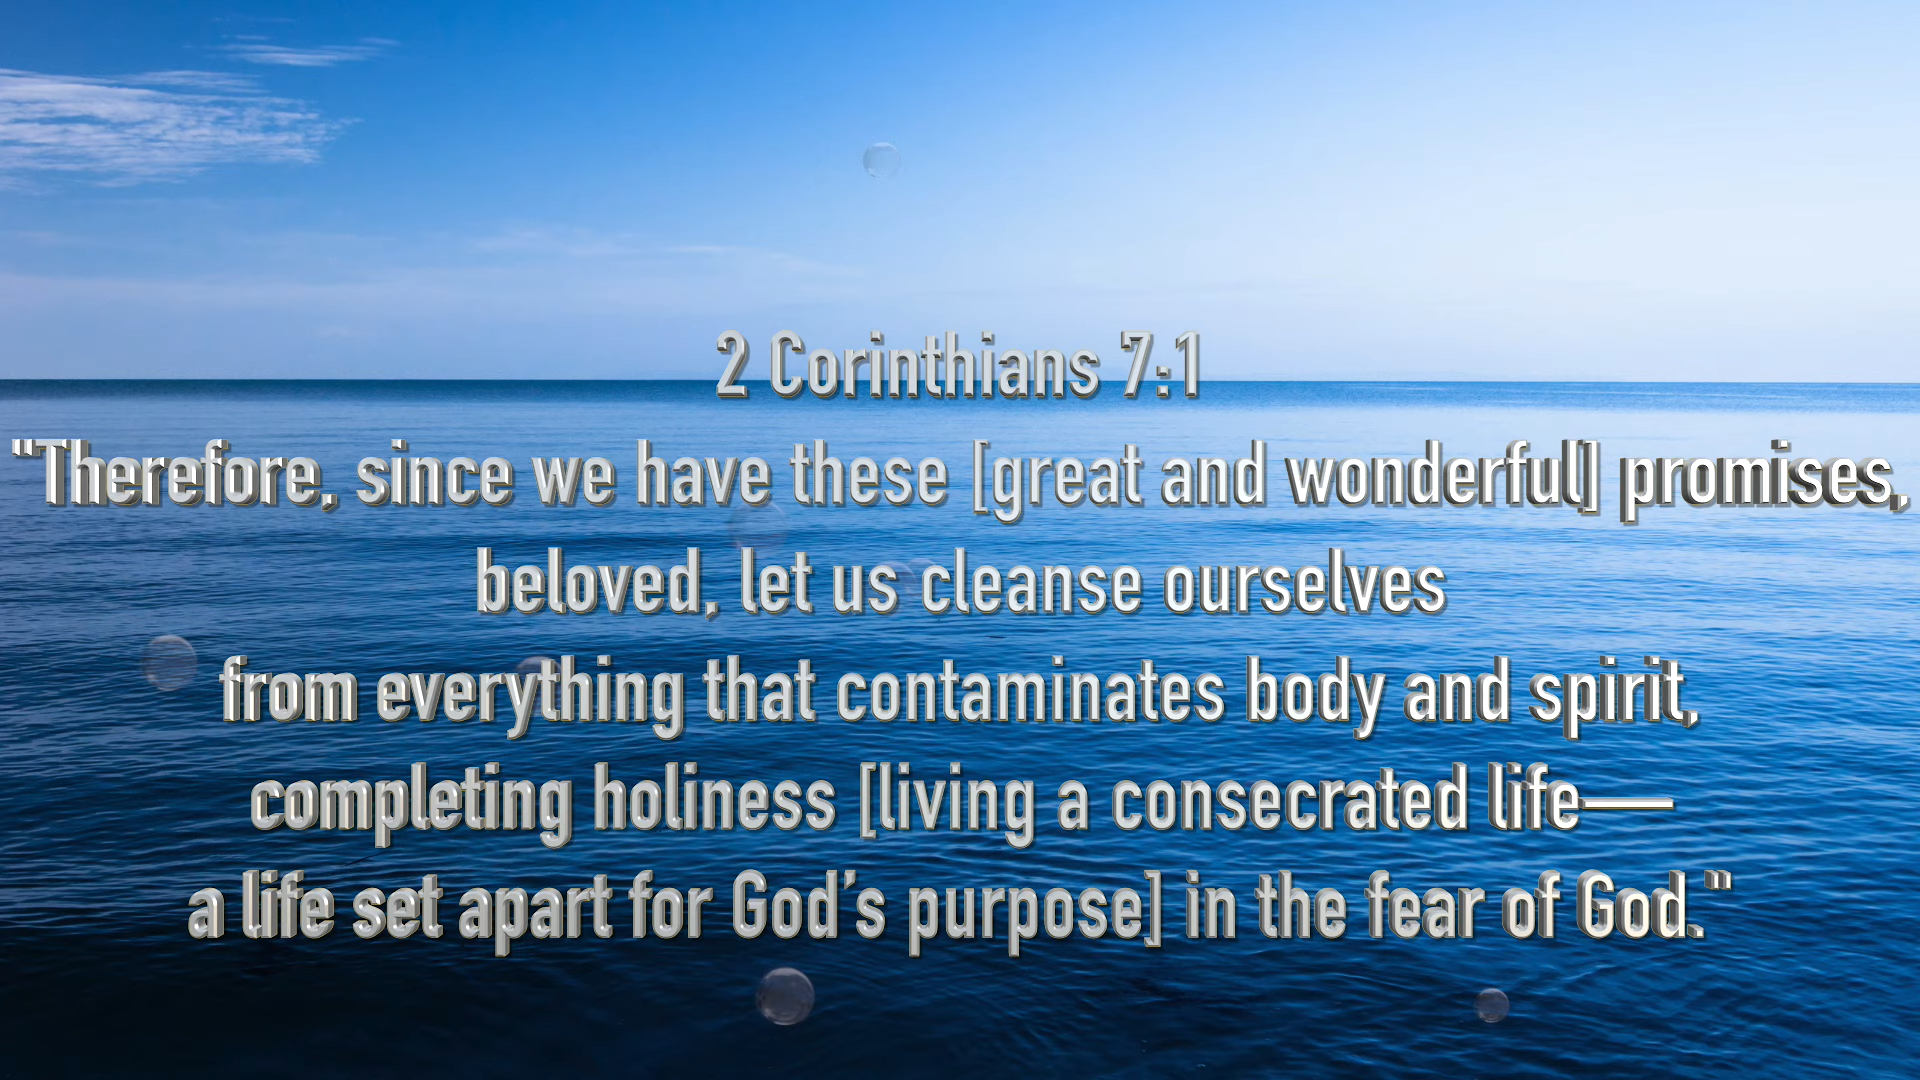 2 Corinthians 7:1
"Therefore, since we have these [great and wonderful] promises,
beloved, let us cleanse ourselves
from everything that contaminates body and spirit,
completing holiness [living a consecrated life—
a life set apart for God’s purpose] in the fear of God."